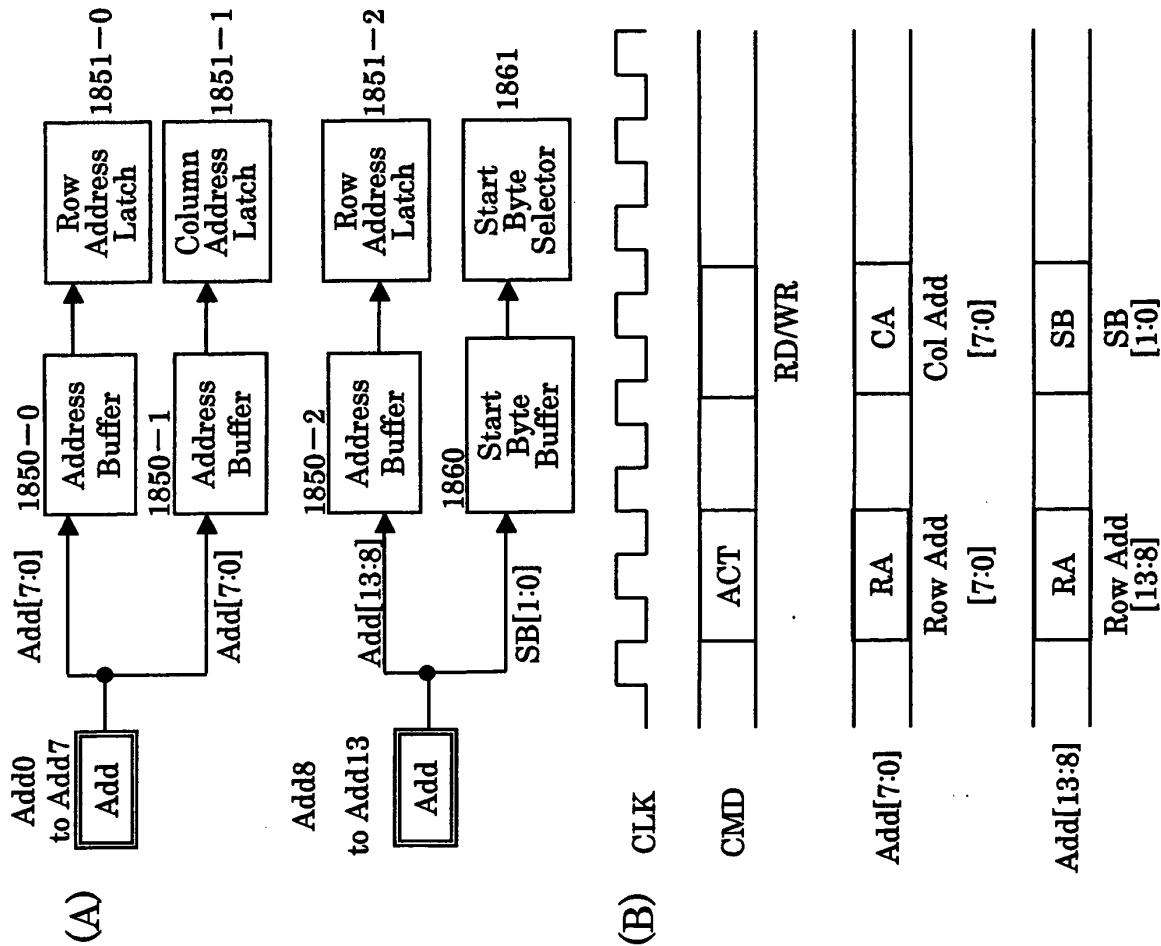 (A)
Add0
to Add7
Add
Add[7:0]
Add[7:0]
1850-0
Address
Buffer
1850-1
Address
Buffer
Row
Address
Latch
1851-0
Column
Address
Latch
1851-1
Add8
to Add13
Add
Add[13:8]
SB[1:0]
1850-2
Address
Buffer
1860
Start
Byte
Buffer
Row
Address
Latch
1851-2
Start
Byte
Selector
1861
(B)
CLK
CMD
ACT
RD/WR
Add[7:0]
RA
CA
Row Add
[7:0]
Col Add
[7:0]
Add[13:8]
RA
SB
Row Add
[13:8]
SB
[1:0]